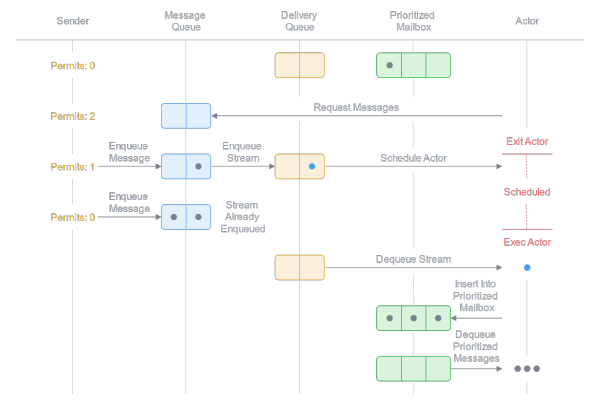 Sender
Message
Queue
Delivery
Queue
Prioritized
Mailbox
Actor
Permits: 0
Permits: 2
Request Messages
Exit Actor
Enqueue
Message
Enqueue
Stream
Permits: 1
Schedule Actor
Scheduled
Enqueue
Message
Permits: 0
Stream
Already
Enqueued
Exec Actor
Dequeue Stream
Insert Into
Prioritized
Mailbox
Dequeue
Prioritized
Messages